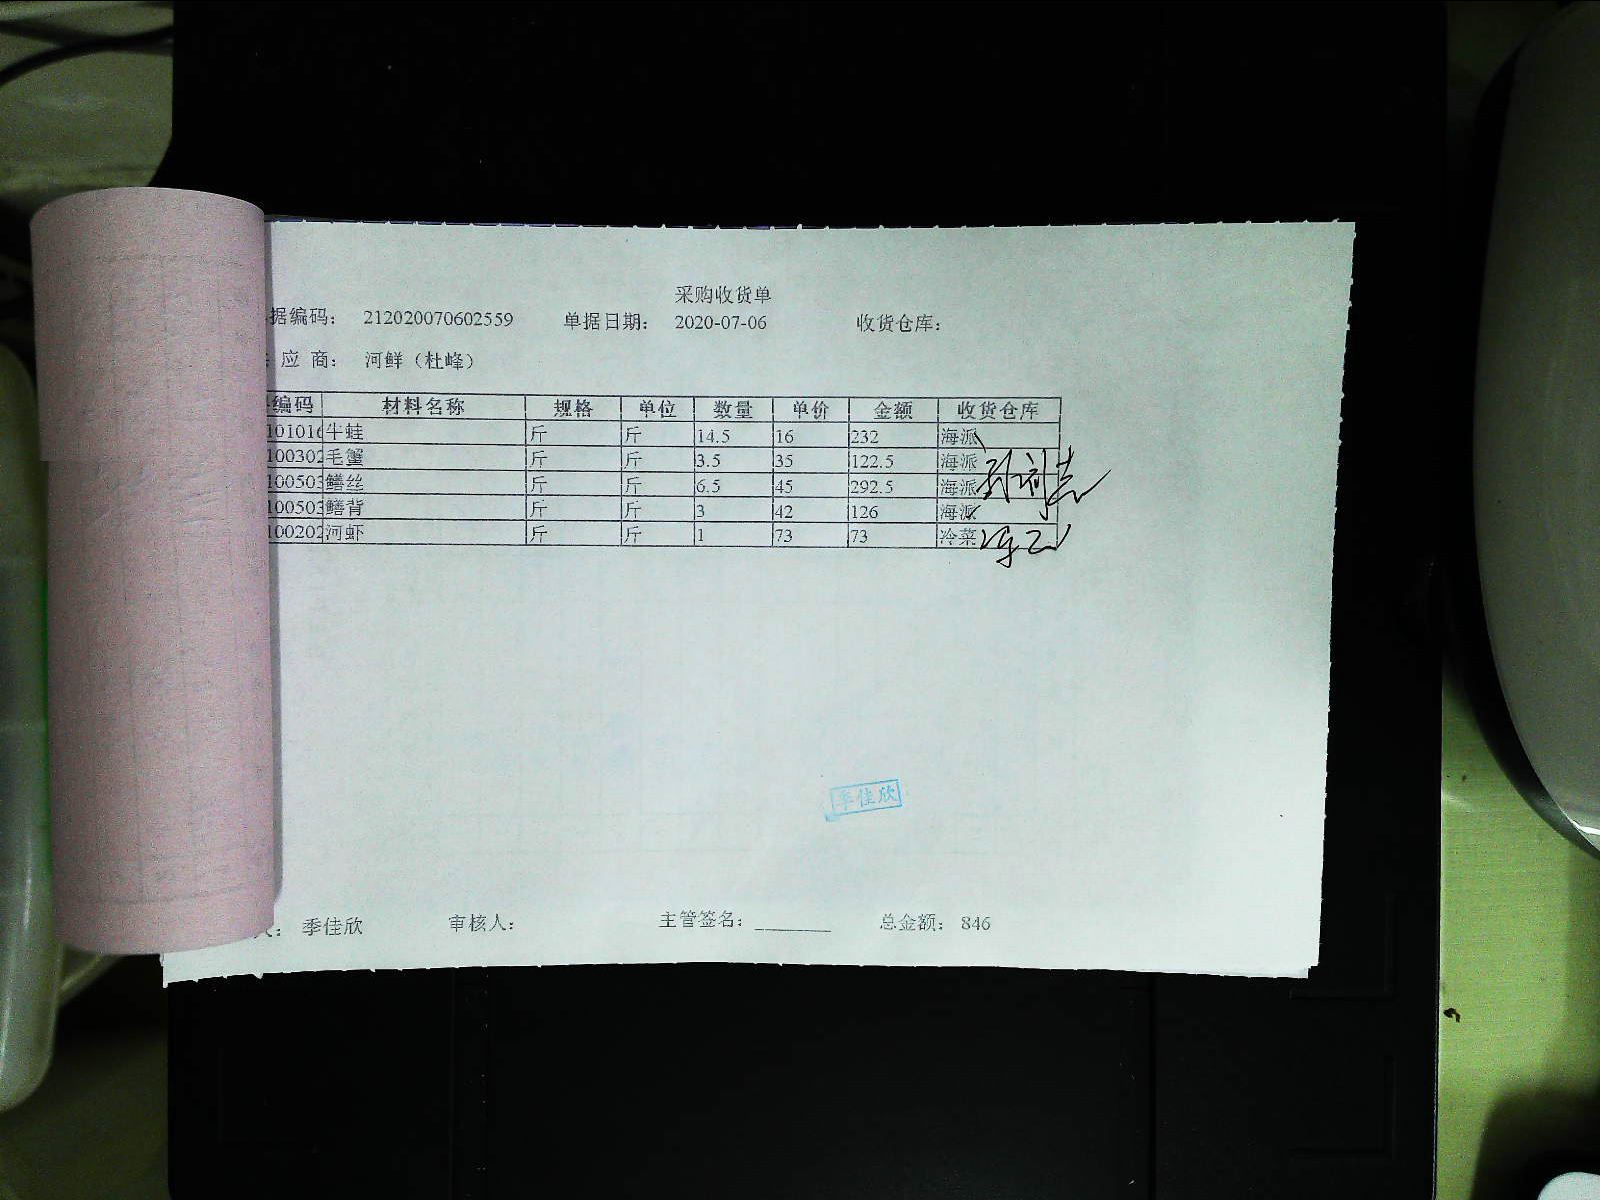 采购收货单
据编码： 212020070602559 单据日期： 2020-07-06 收货仓库：
应 商： 河鲜（杜峰）
编码 材料名称 规格 单位 数量 单价 金额 收货仓库
101016 牛蛙 斤 斤 14.5 16 232 海派
100302 毛蟹 斤 斤 3.5 35 122.5 海派
100503 鳝丝 斤 斤 6.5 45 292.5 海派
100503 鳝背 斤 斤 3 42 126 海派
100202 河虾 斤 斤 1 73 73 冷菜
季佳欣
人： 季佳欣 审核人： 主管签名：________ 总金额： 846